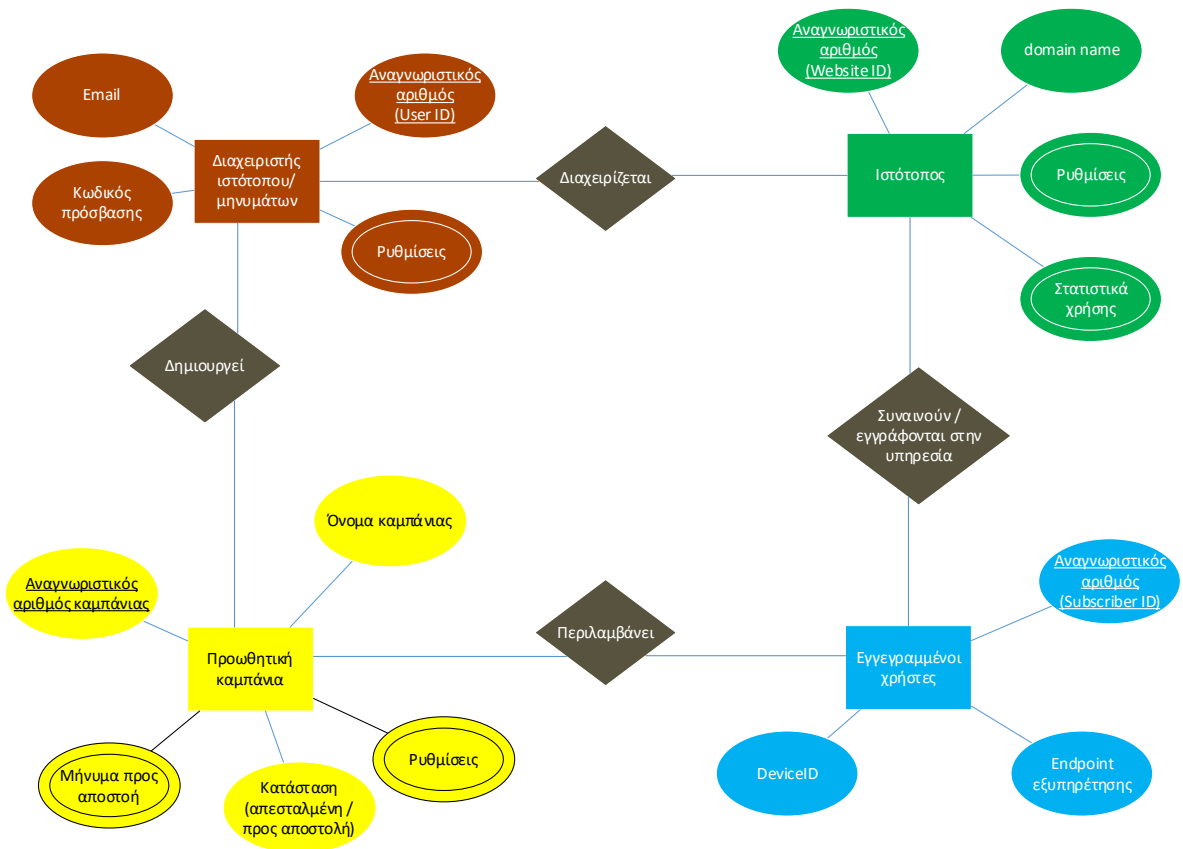 Αναγνωριστικός
αριθμός
(Website ID)
domain name
Email
Αναγνωριστικός
αριθμός
(User ID)
Διαχειριστής
ιστότοπου/
μηνυμάτων
Διαχειρίζεται
Ιστότοπος
Ρυθμίσεις
Κωδικός
πρόσβασης
Ρυθμίσεις
Στατιστικά
χρήσης
Δημιουργεί
Συναινούν /
εγγράφονται στην
υπηρεσία
Όνομα καμπάνιας
Αναγνωριστικός
αριθμός καμπάνιας
Αναγνωριστικός
αριθμός
(Subscriber ID)
Περιλαμβάνει
Προωθητική
καμπάνια
Εγγεγραμμένοι
χρήστες
Μήνυμα προς
αποστοή
Κατάσταση
(απεσταλμένη /
προς αποστολή)
Ρυθμίσεις
DeviceID
Endpoint
εξυπηρέτησης